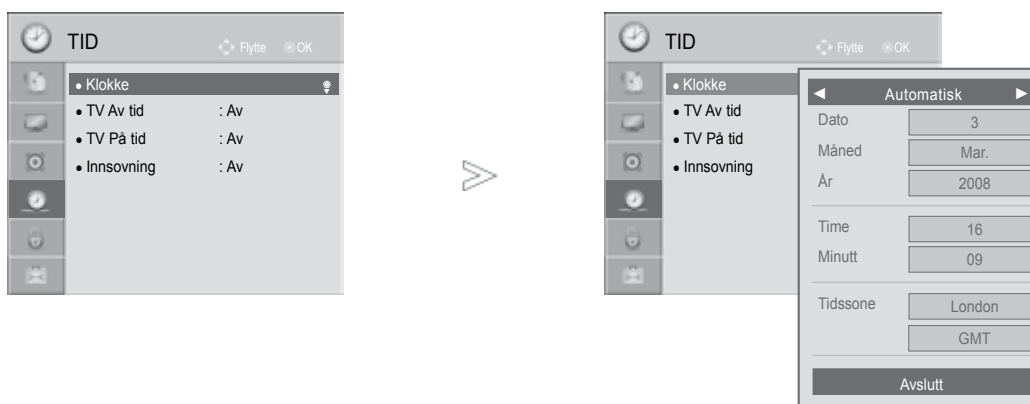 TID Flytte OK
• Klokke
• TV Av tid : Av
• TV På tid : Av
• Innsovning : Av
TID Flytte OK
• Klokke
• TV Av tid
• TV På tid
• Innsovning
◄ Automatisk ►
Dato 3
Måned Mar.
År 2008
Time 16
Minutt 09
Tidssone London
GMT
Avslutt